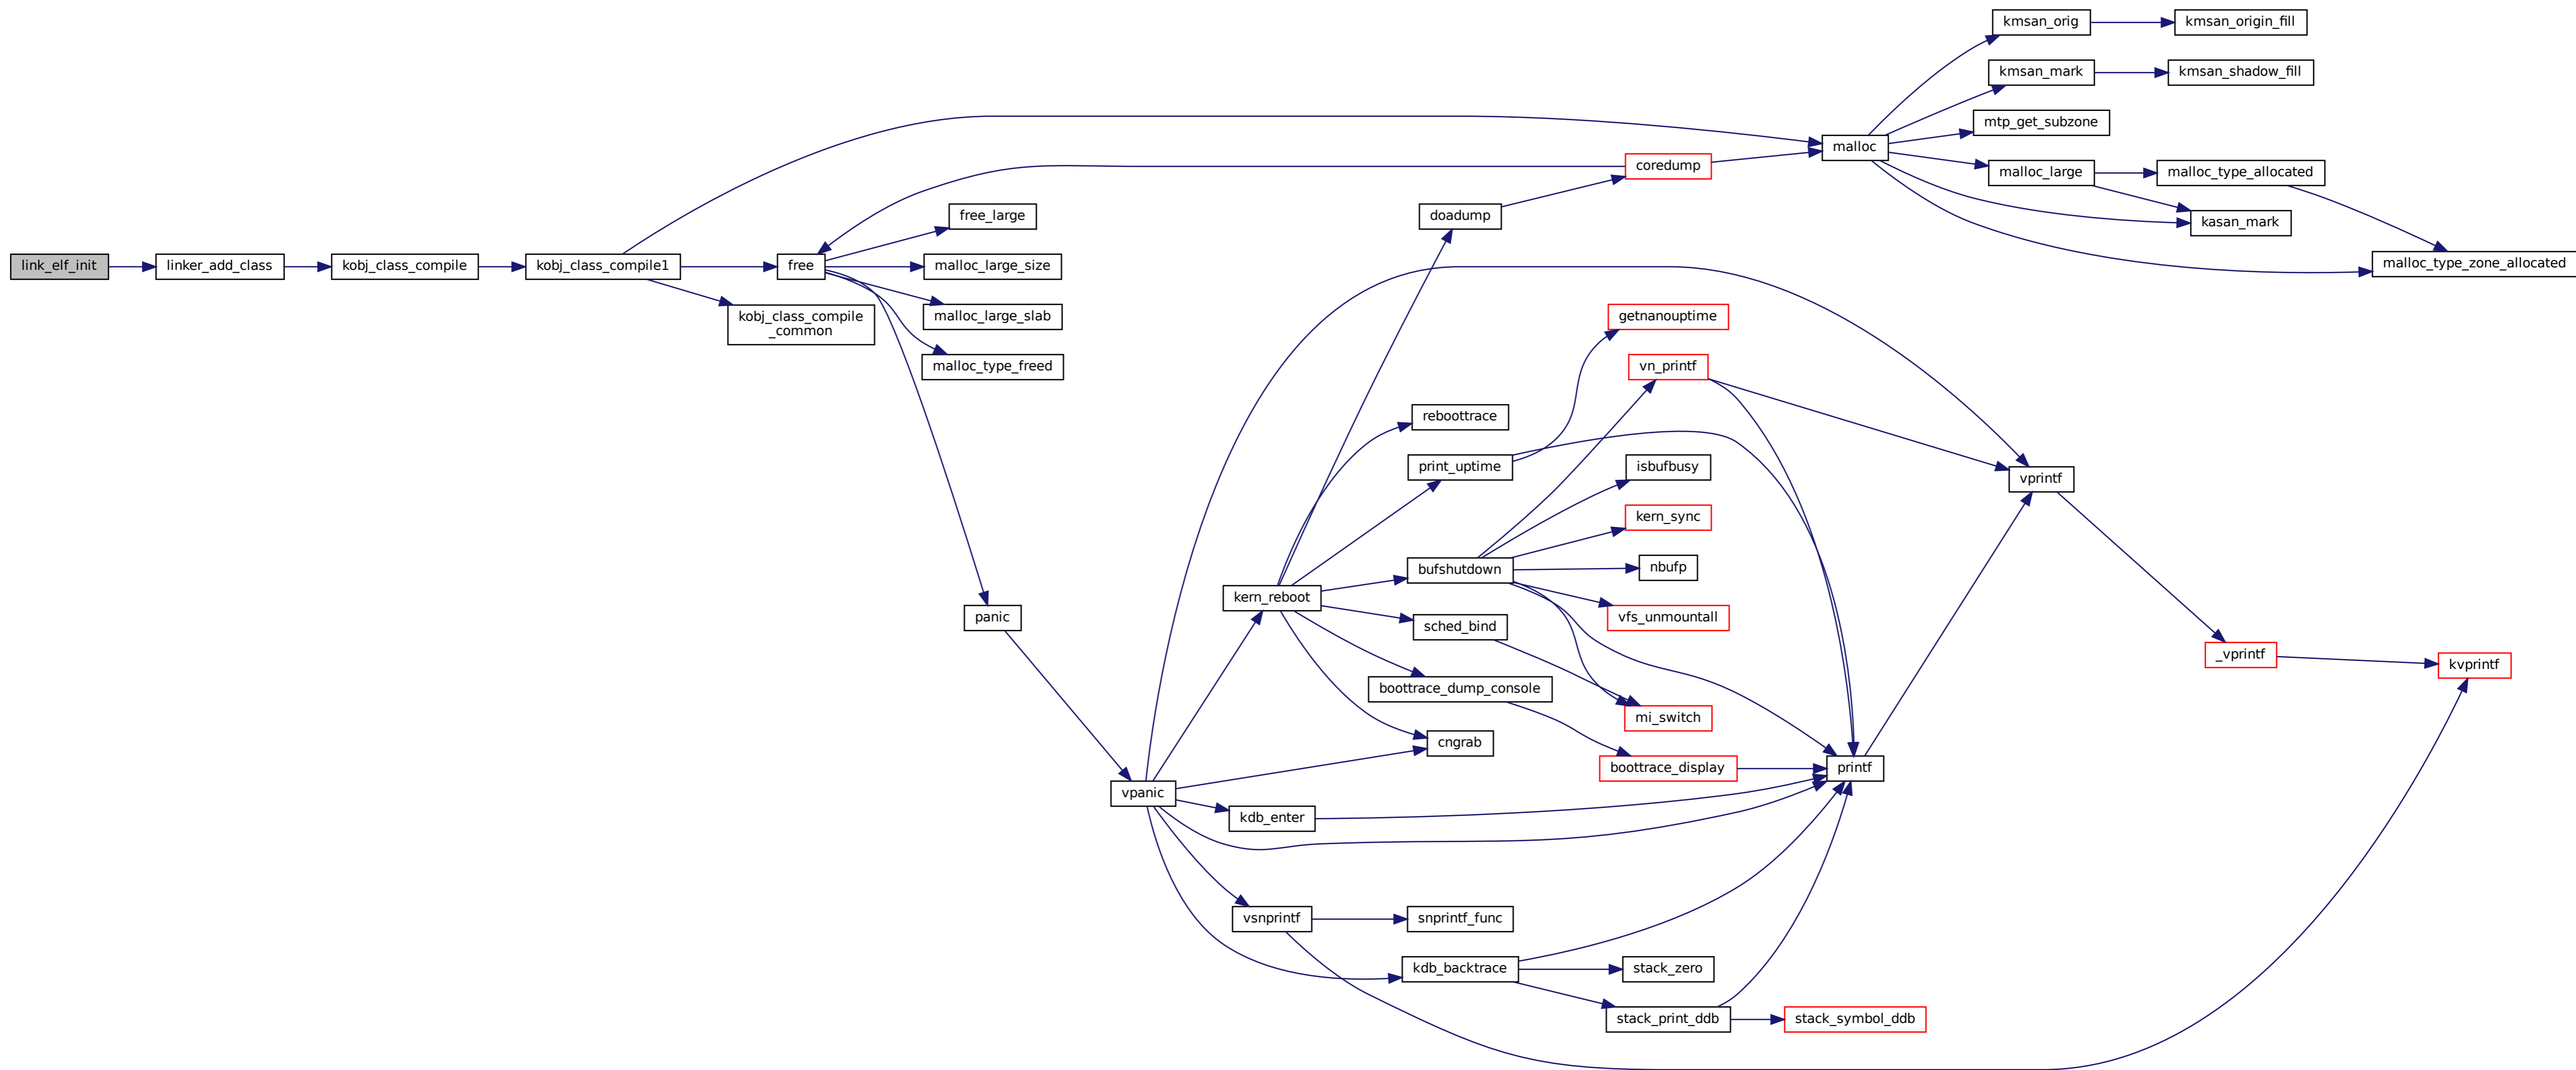 link_elf_init
linker_add_class
kobj_class_compile
kobj_class_compile1
kobj_class_compile
_common
free
free_large
malloc_large_size
malloc_large_slab
malloc_type_freed
panic
vpanic
kern_reboot
kdb_enter
vsnprintf
doadump
reboottrace
print_uptime
bufshutdown
sched_bind
boottrace_dump_console
cngrab
snprintf_func
kdb_backtrace
coredump
getnanouptime
vn_printf
isbufbusy
kern_sync
nbufp
vfs_unmountall
mi_switch
boottrace_display
stack_zero
stack_print_ddb
malloc
printf
stack_symbol_ddb
kmsan_orig
kmsan_mark
mtp_get_subzone
malloc_large
vprintf
kmsan_origin_fill
kmsan_shadow_fill
malloc_type_allocated
kasan_mark
_vprintf
malloc_type_zone_allocated
kvprintf